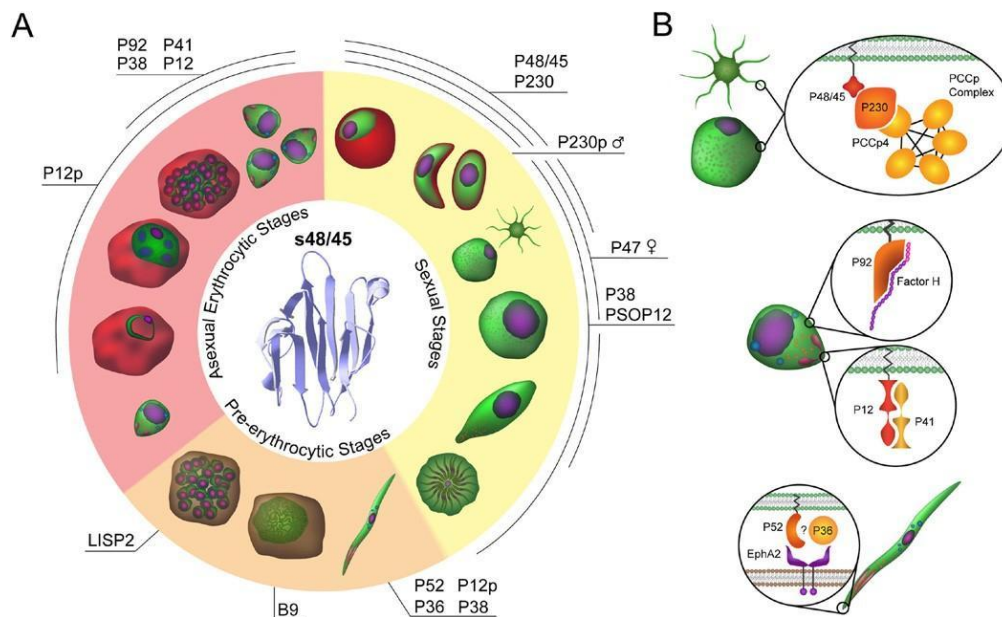 A
P92 P41
P38 P12
P12p
P48/45
P230
P230p ♂
P47 ♀
P38
PSOP12
Asexual Erythrocytic Stages
s48/45
Sexual Stages
Pre-erythrocytic Stages
LISP2
B9
P52 P12p
P36 P38
B
P48/45
P230
PCCp
Complex
PCCp4
P92
Factor H
P12
P41
P52
?
P36
EphA2